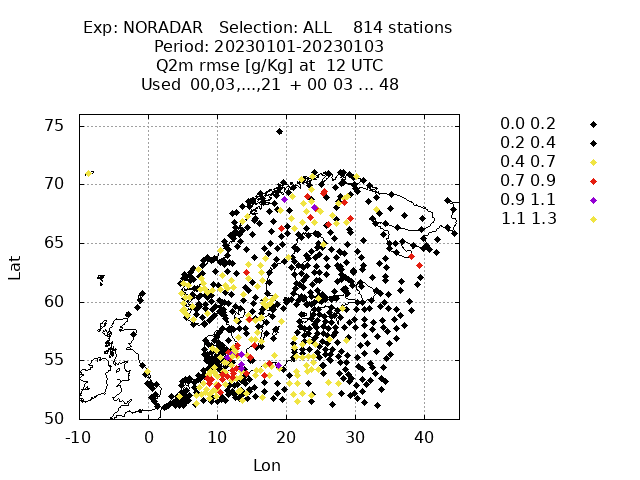 Exp: NORADAR   Selection: ALL    814 stations
Period: 20230101-20230103
Q2m rmse [g/Kg] at  12 UTC
Used  00,03,...,21  + 00 03 ... 48
0.0 0.2
0.2 0.4
0.4 0.7
0.7 0.9
0.9 1.1
1.1 1.3
75
70
65
60
55
50
Lat
-10 0 10 20 30 40
Lon